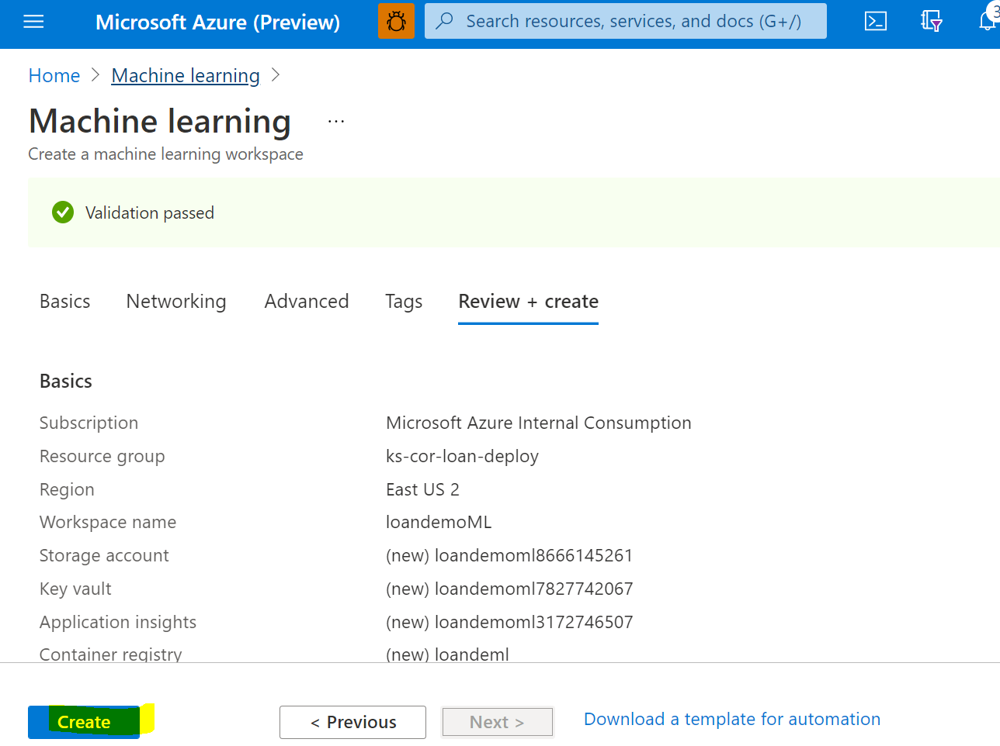 Microsoft Azure (Preview)
Search resources, services, and docs (G+/)
3
Home > Machine learning >
Machine learning ...
Create a machine learning workspace
Validation passed
Basics Networking Advanced Tags Review + create
Basics
Subscription Microsoft Azure Internal Consumption
Resource group ks-cor-loan-deploy
Region East US 2
Workspace name loandemoML
Storage account (new) loandemoml8666145261
Key vault (new) loandemoml7827742067
Application insights (new) loandemoml3172746507
Container registry (new) loandeml
Create < Previous Next > Download a template for automation